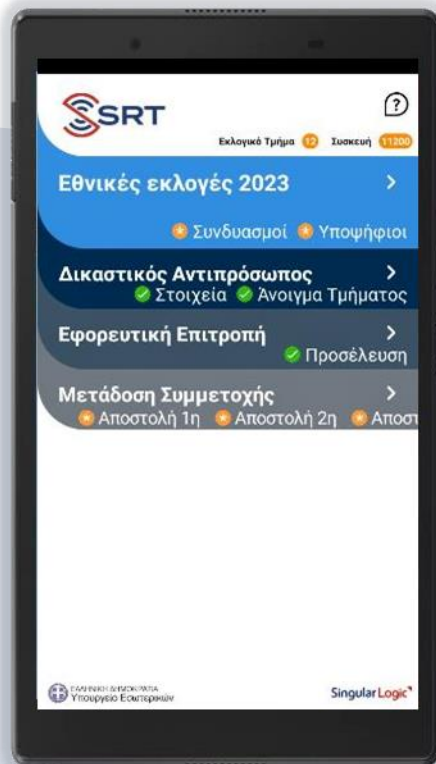 SRT
?
Εκλογικό Τμήμα 12 Συσκευή 11200
Εθνικές εκλογές 2023
Συνδυασμοί Υποψήφιοι
Δικαστικός Αντιπρόσωπος
Στοιχεία Άνοιγμα Τμήματος
Εφορευτική Επιτροπή
Προσέλευση
Μετάδοση Συμμετοχής
Αποστολή 1η Αποστολή 2η Αποστ
ΕΛΛΗΝΙΚΗ ΔΗΜΟΚΡΑΤΙΑ
Υπουργείο Εσωτερικών
SingularLogic